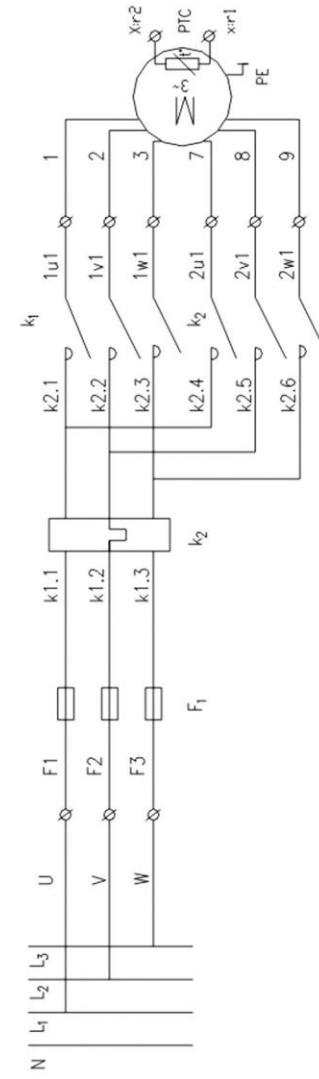 N L₁ L₂ L₃
k₁
U F1 k1.1 k2.1 1u1 1
V F2 k1.2 k2.2 1v1 2
W F3 k1.3 k2.3 1w1 3
F₁ k₂ k2.4 k₂ 2u1 7
k2.5 2v1 8
k2.6 2w1 9
X:r2
PTC
x:r1
t°
M
3~
PE